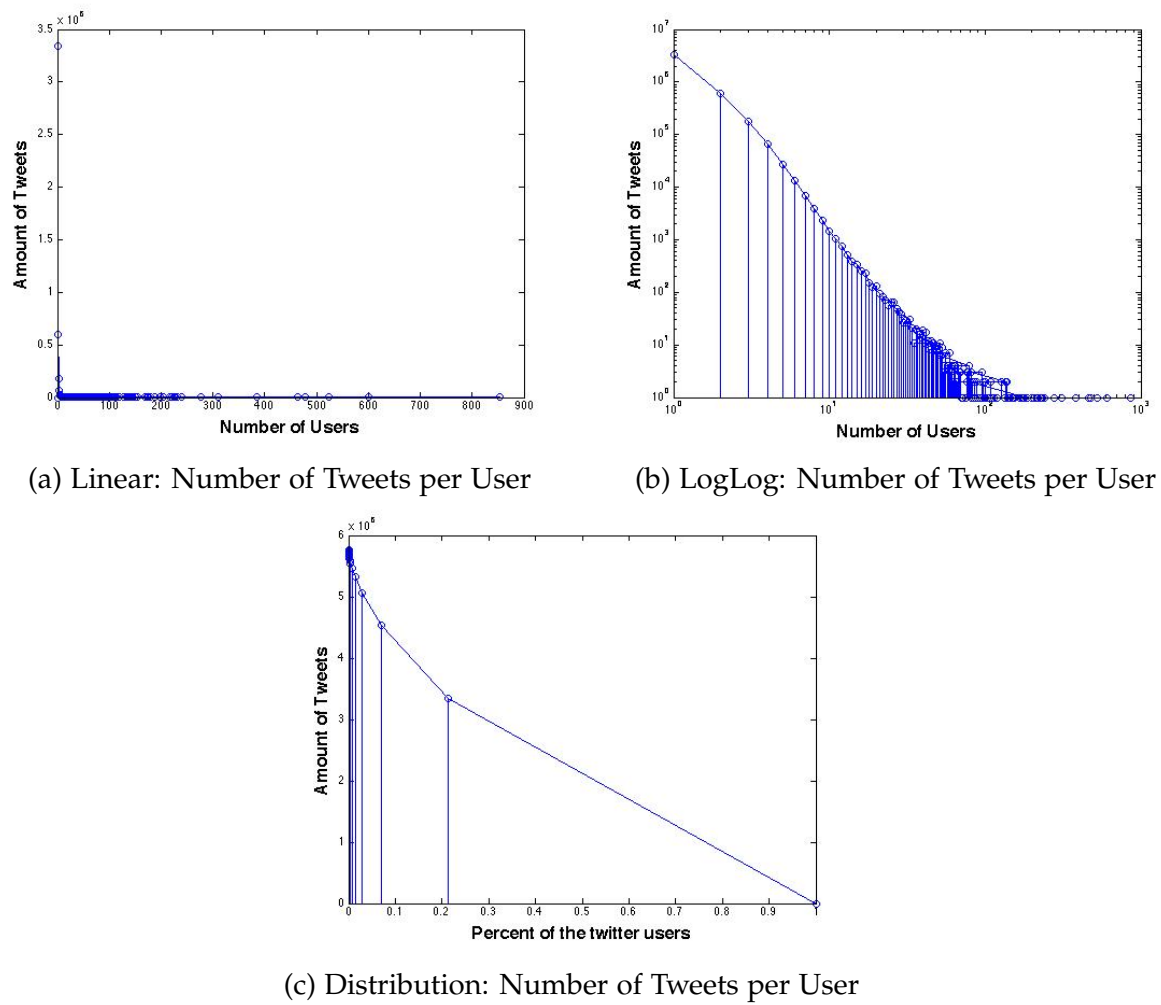 × 10⁶
3.5
3
2.5
2
1.5
1
0.5
0
Amount of Tweets
0 100 200 300 400 500 600 700 800 900
Number of Users
(a) Linear: Number of Tweets per User
10⁷
10⁶
10⁵
10⁴
10³
10²
10¹
10⁰
Amount of Tweets
10⁰ 10¹ 10² 10³
Number of Users
(b) LogLog: Number of Tweets per User
× 10⁶
6
5
4
3
2
1
0
Amount of Tweets
0 0.1 0.2 0.3 0.4 0.5 0.6 0.7 0.8 0.9 1
Percent of the twitter users
(c) Distribution: Number of Tweets per User